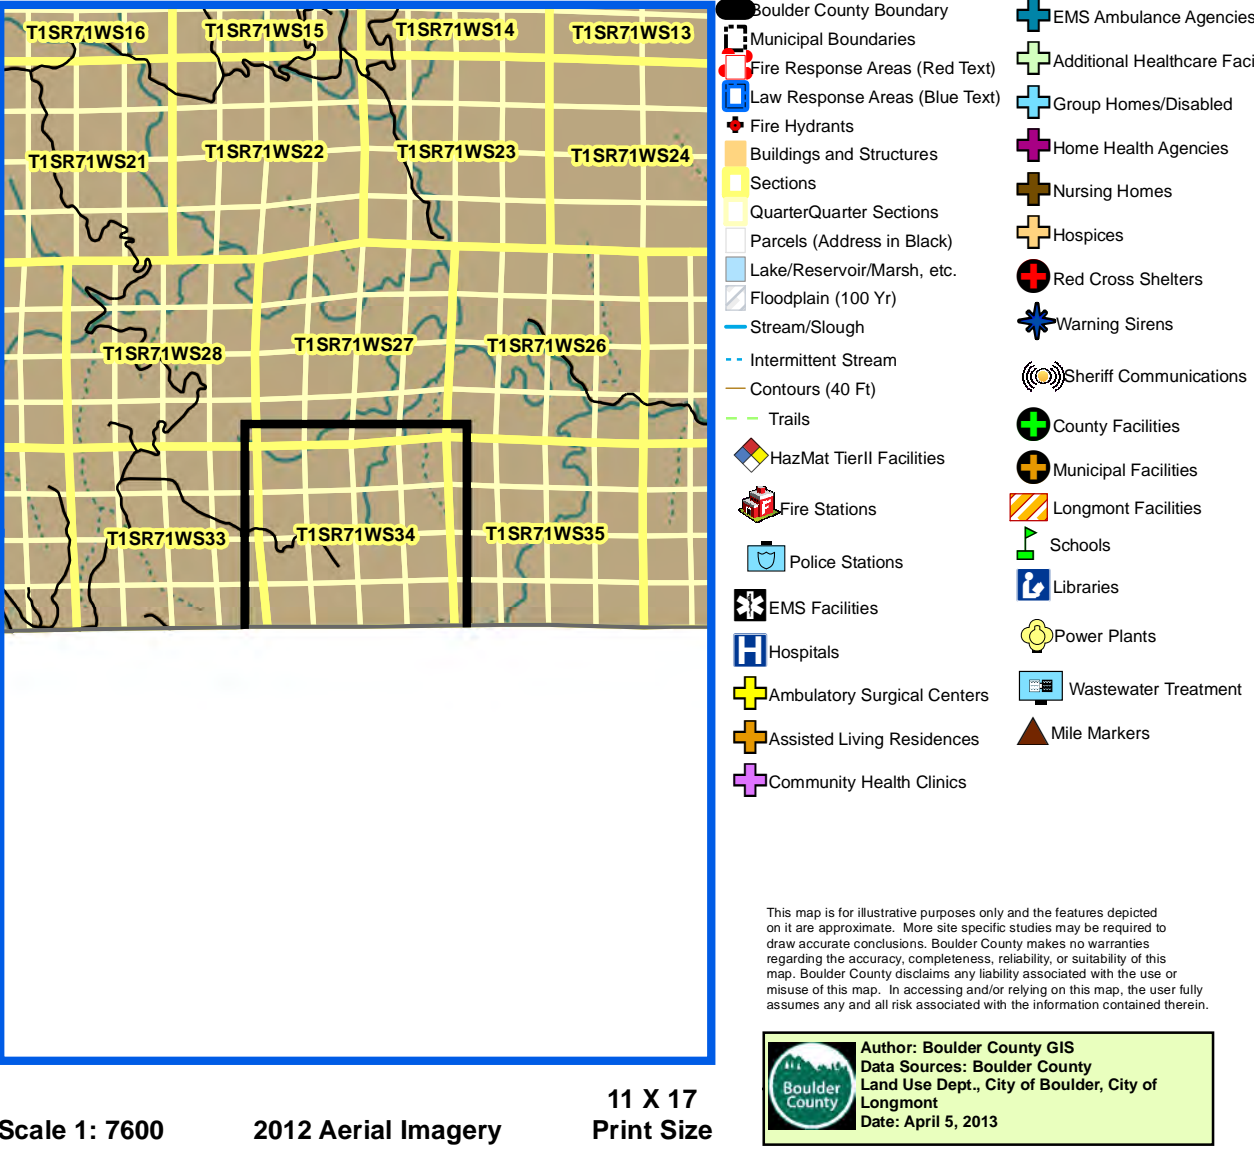 T1SR71WS16
T1SR71WS15
T1SR71WS14
T1SR71WS13
T1SR71WS21
T1SR71WS22
T1SR71WS23
T1SR71WS24
T1SR71WS28
T1SR71WS27
T1SR71WS26
T1SR71WS33
T1SR71WS34
T1SR71WS35
Boulder County Boundary
Municipal Boundaries
Fire Response Areas (Red Text)
Law Response Areas (Blue Text)
Fire Hydrants
Buildings and Structures
Sections
QuarterQuarter Sections
Parcels (Address in Black)
Lake/Reservoir/Marsh, etc.
Floodplain (100 Yr)
Stream/Slough
Intermittent Stream
Contours (40 Ft)
Trails
HazMat TierII Facilities
Fire Stations
Police Stations
EMS Facilities
H Hospitals
Ambulatory Surgical Centers
Assisted Living Residences
Community Health Clinics
EMS Ambulance Agencies
Additional Healthcare Faci
Group Homes/Disabled
Home Health Agencies
Nursing Homes
Hospices
Red Cross Shelters
Warning Sirens
Sheriff Communications
County Facilities
Municipal Facilities
Longmont Facilities
Schools
Libraries
Power Plants
Wastewater Treatment
Mile Markers
This map is for illustrative purposes only and the features depicted
on it are approximate. More site specific studies may be required to
draw accurate conclusions. Boulder County makes no warranties
regarding the accuracy, completeness, reliability, or suitability of this
map. Boulder County disclaims any liability associated with the use or
misuse of this map. In accessing and/or relying on this map, the user fully
assumes any and all risk associated with the information contained therein.
Boulder
County
Author: Boulder County GIS
Data Sources: Boulder County
Land Use Dept., City of Boulder, City of
Longmont
Date: April 5, 2013
Scale 1: 7600
2012 Aerial Imagery
11 X 17
Print Size